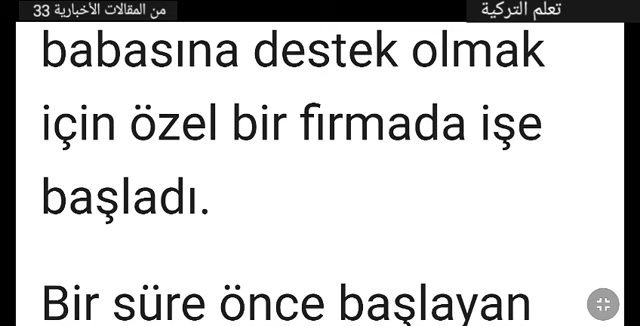 تعلم التركية
من المقالات الأخبارية 33
babasına destek olmak
için özel bir firmada işe
başladı.
Bir süre önce başlayan